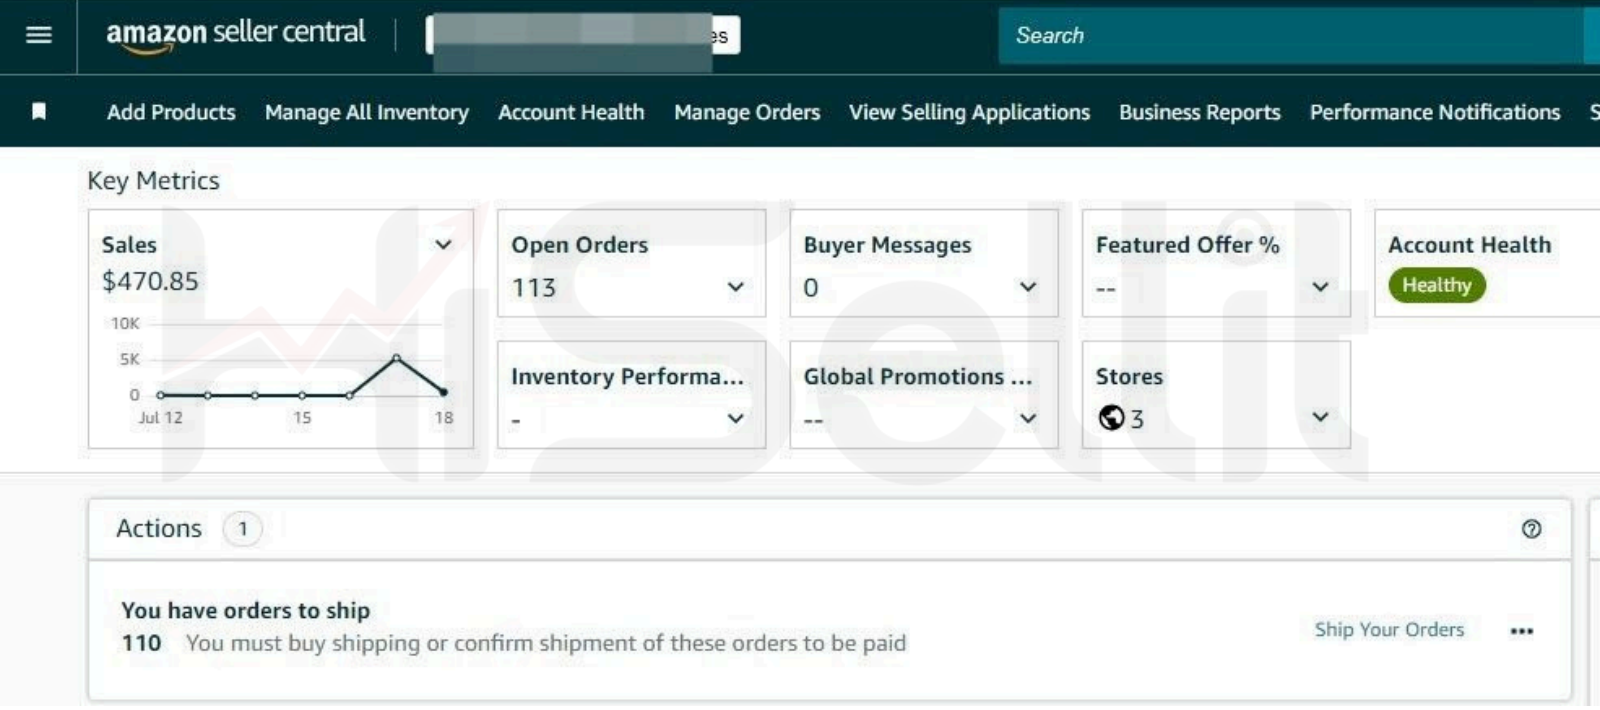 amazon seller central
es
Search
Add Products Manage All Inventory Account Health Manage Orders View Selling Applications Business Reports Performance Notifications S
Key Metrics
Sales
$470.85
10K
5K
0
Jul 12 15 18
Open Orders
113
Buyer Messages
0
Featured Offer %
--
Account Health
Healthy
Inventory Performa...
-
Global Promotions ...
--
Stores
3
HiSellit
Actions 1
You have orders to ship
110 You must buy shipping or confirm shipment of these orders to be paid
Ship Your Orders